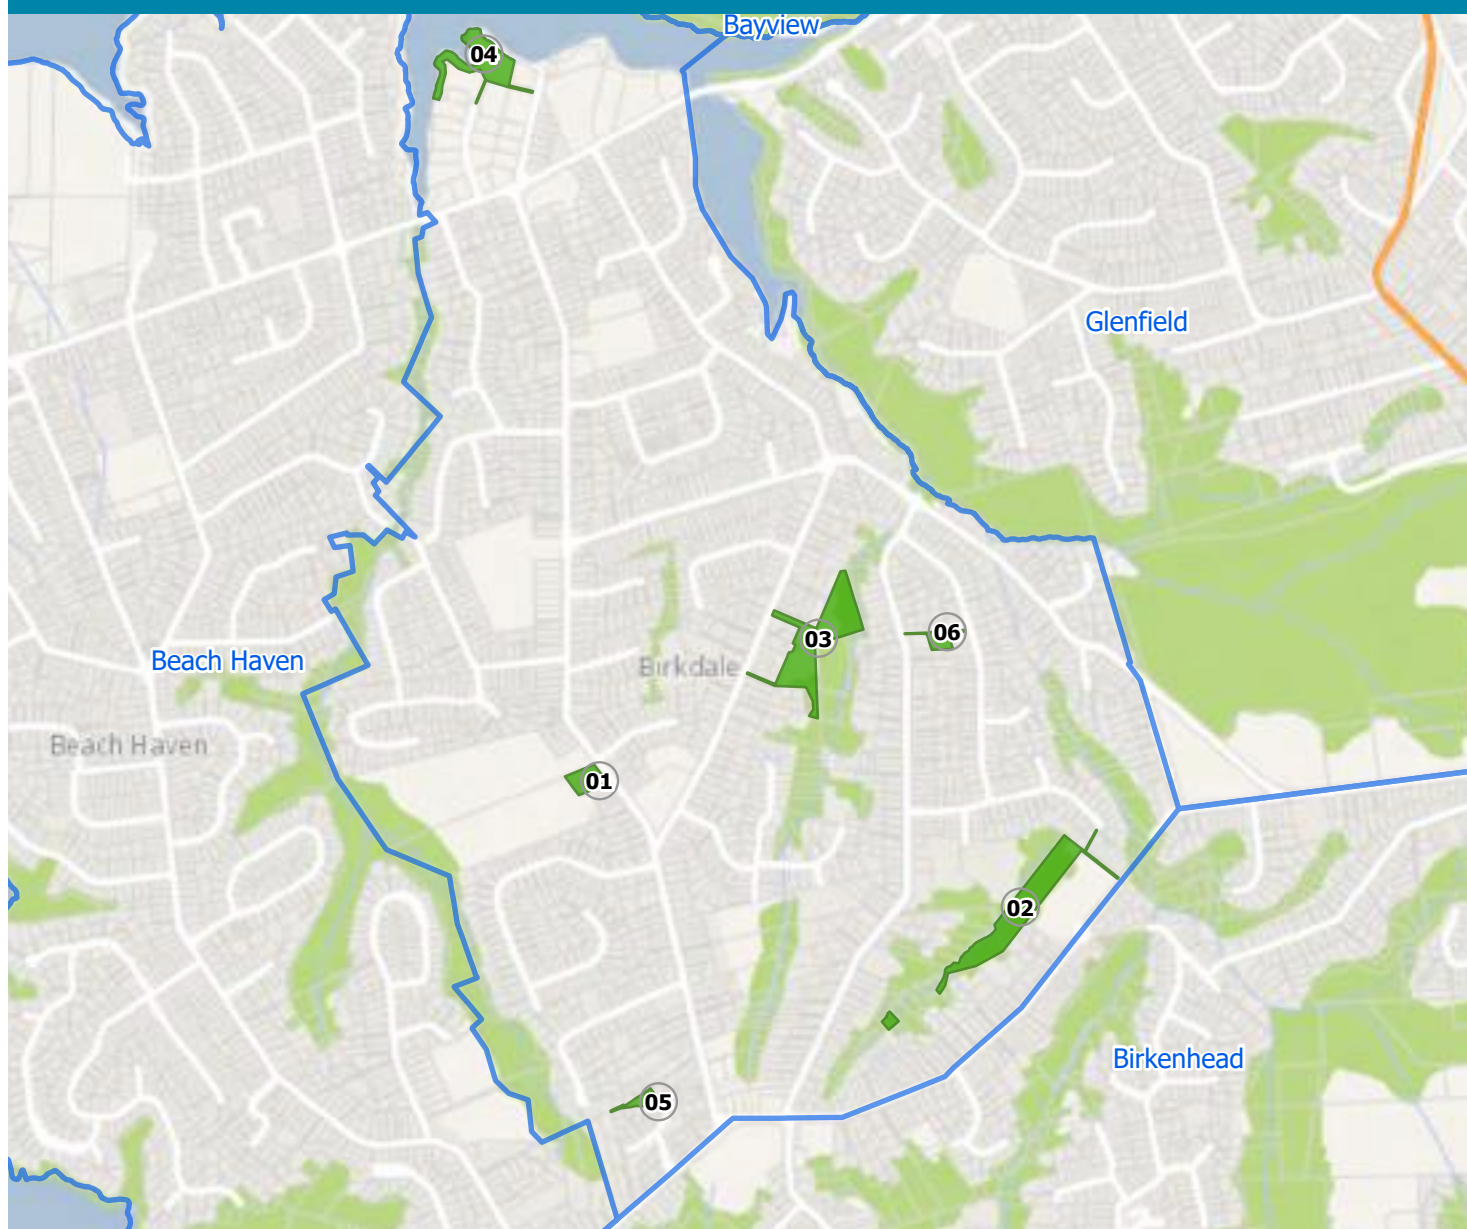 Bayview
04
Glenfield
03
06
Beach Haven
Birkdale
Beach Haven
01
02
Birkenhead
05